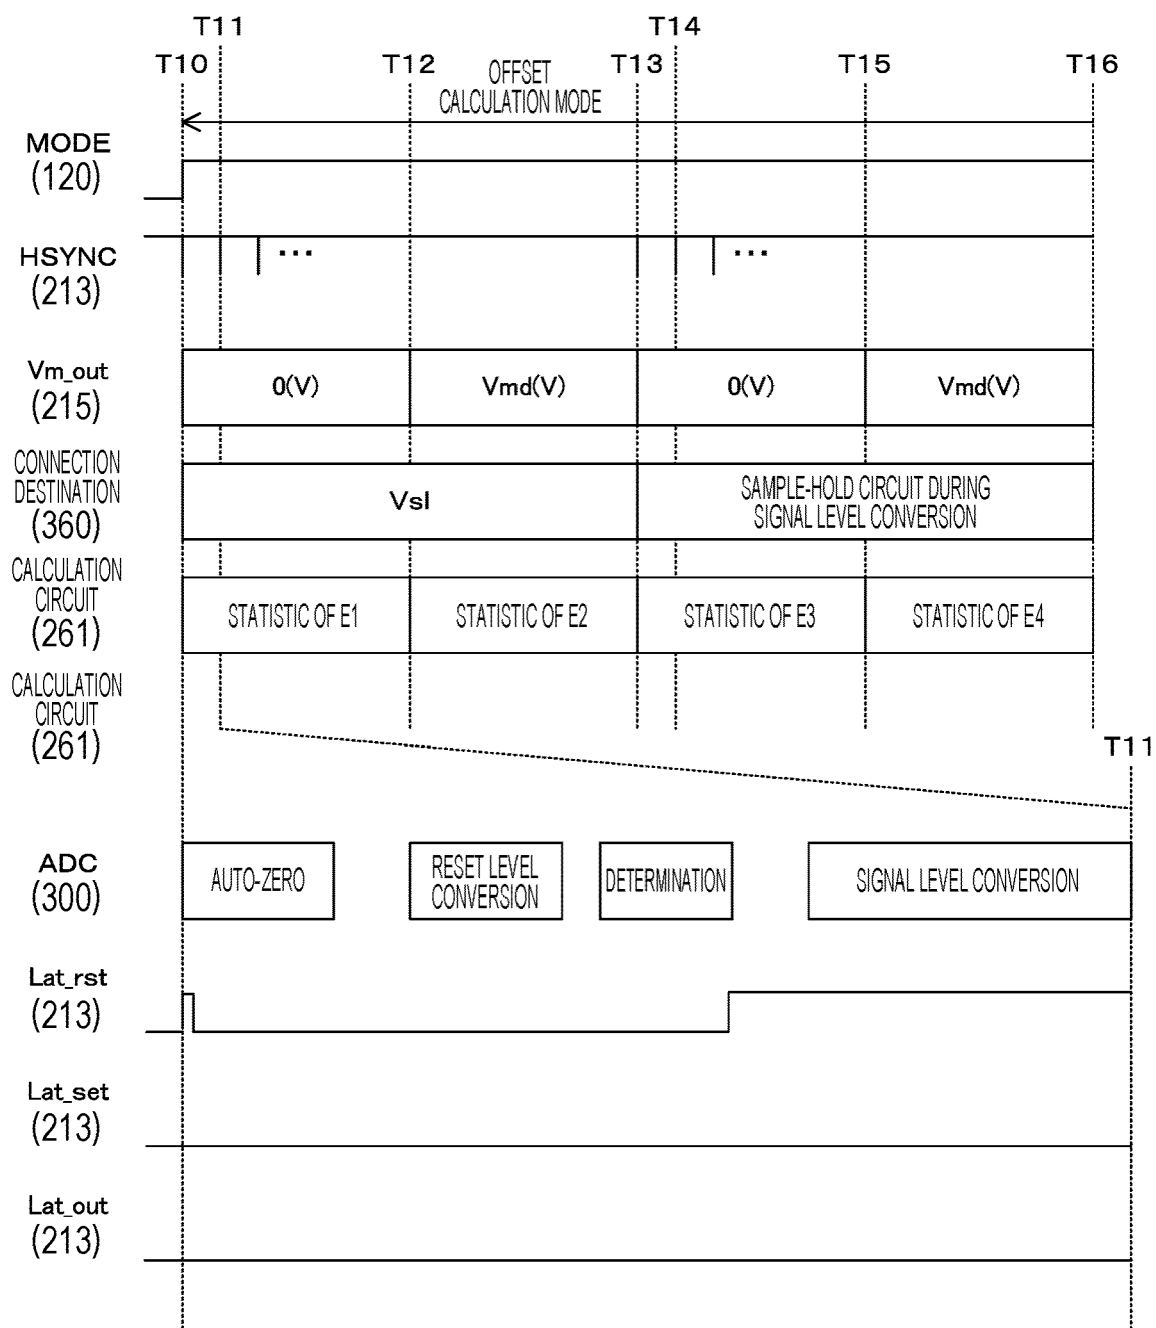 T11
T14
T10
T12
T13
T15
T16
OFFSET
CALCULATION MODE
MODE
(120)
HSYNC
(213)
...
...
Vm_out
(215)
0(V)
Vmd(V)
0(V)
Vmd(V)
CONNECTION
DESTINATION
(360)
Vsl
SAMPLE-HOLD CIRCUIT DURING
SIGNAL LEVEL CONVERSION
CALCULATION
CIRCUIT
(261)
STATISTIC OF E1
STATISTIC OF E2
STATISTIC OF E3
STATISTIC OF E4
CALCULATION
CIRCUIT
(261)
T11
ADC
(300)
AUTO-ZERO
RESET LEVEL
CONVERSION
DETERMINATION
SIGNAL LEVEL CONVERSION
Lat_rst
(213)
Lat_set
(213)
Lat_out
(213)